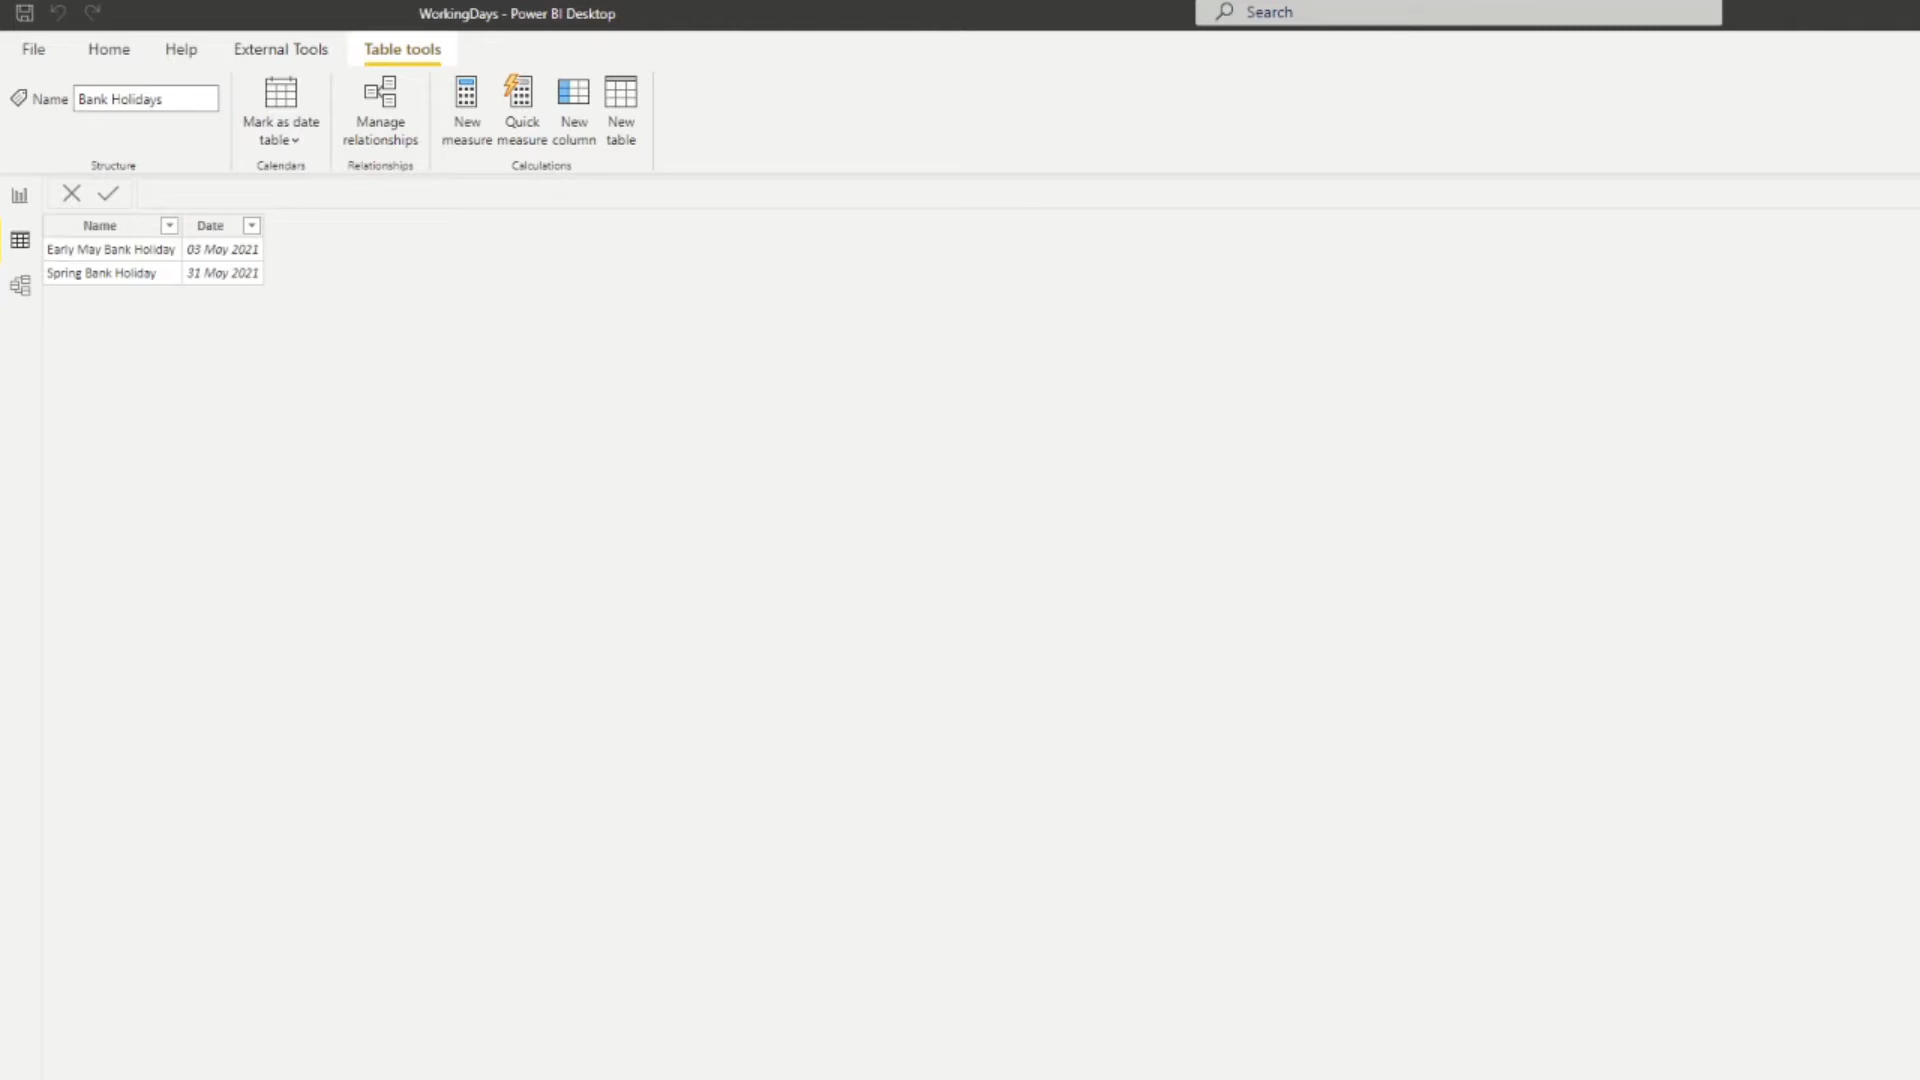 WorkingDays - Power BI Desktop
Search
File Home Help External Tools Table tools
Name Bank Holidays
Mark as date
table
Manage
relationships
New
measure
Quick
measure
New
column
New
table
Structure Calendars Relationships Calculations
Name Date
Early May Bank Holiday 03 May 2021
Spring Bank Holiday 31 May 2021